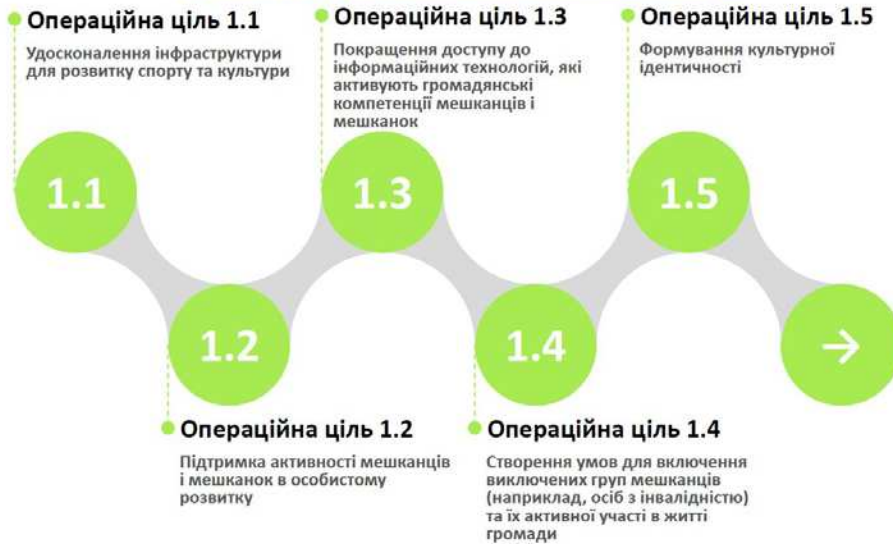 Операційна ціль 1.1
Удосконалення інфраструктури
для розвитку спорту та культури
Операційна ціль 1.3
Покращення доступу до
інформаційних технологій, які
активують громадянські
компетенції мешканців і
мешканок
Операційна ціль 1.5
Формування культурної
ідентичності
1.1
1.3
1.5
1.2
1.4
→
Операційна ціль 1.2
Підтримка активності мешканців
і мешканок в особистому
розвитку
Операційна ціль 1.4
Створення умов для включення
виключених груп мешканців
(наприклад, осіб з інвалідністю)
та їх активної участі в житті
громади